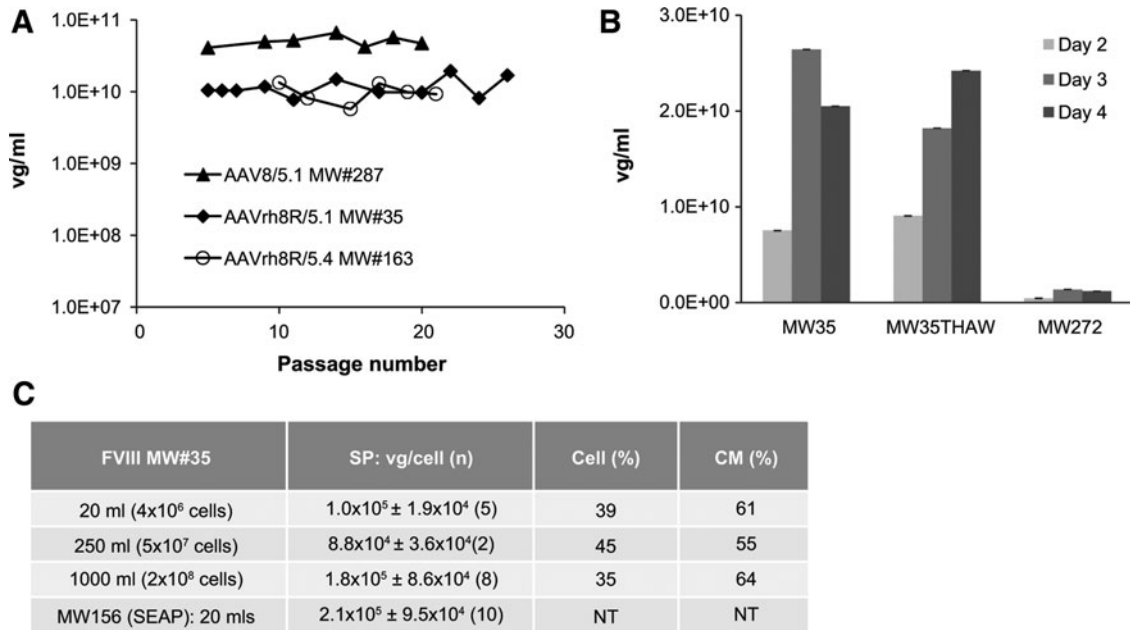 A
1.0E+11
1.0E+10
1.0E+09
1.0E+08
1.0E+07
vg/ml
AAV8/5.1 MW#287
AAVrh8R/5.1 MW#35
AAVrh8R/5.4 MW#163
0 10 20 30
Passage number
B
3.0E+10
2.0E+10
1.0E+10
0.0E+00
vg/ml
Day 2
Day 3
Day 4
MW35 MW35THAW MW272
C
FVIII MW#35 SP: vg/cell (n) Cell (%) CM (%)
20 ml (4x10⁶ cells) 1.0x10⁵ ± 1.9x10⁴ (5) 39 61
250 ml (5x10⁷ cells) 8.8x10⁴ ± 3.6x10⁴(2) 45 55
1000 ml (2x10⁸ cells) 1.8x10⁵ ± 8.6x10⁴ (8) 35 64
MW156 (SEAP): 20 mls 2.1x10⁵ ± 9.5x10⁴ (10) NT NT